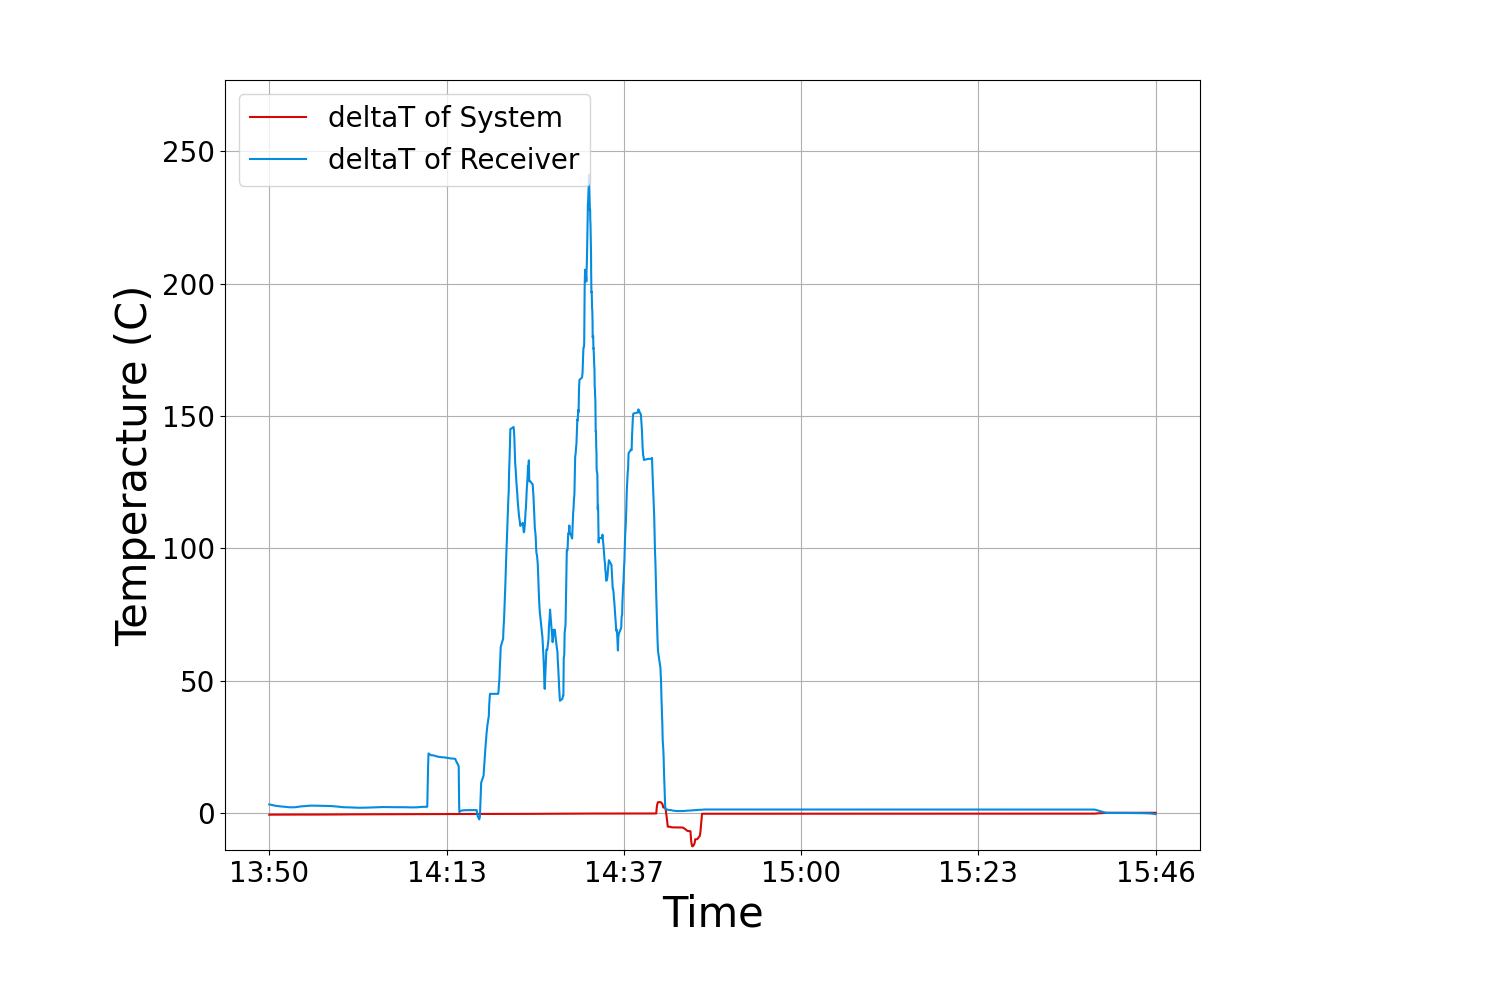 deltaT of System
deltaT of Receiver
250
200
150
100
50
0
Temperacture (C)
13:50 14:13 14:37 15:00 15:23 15:46
Time